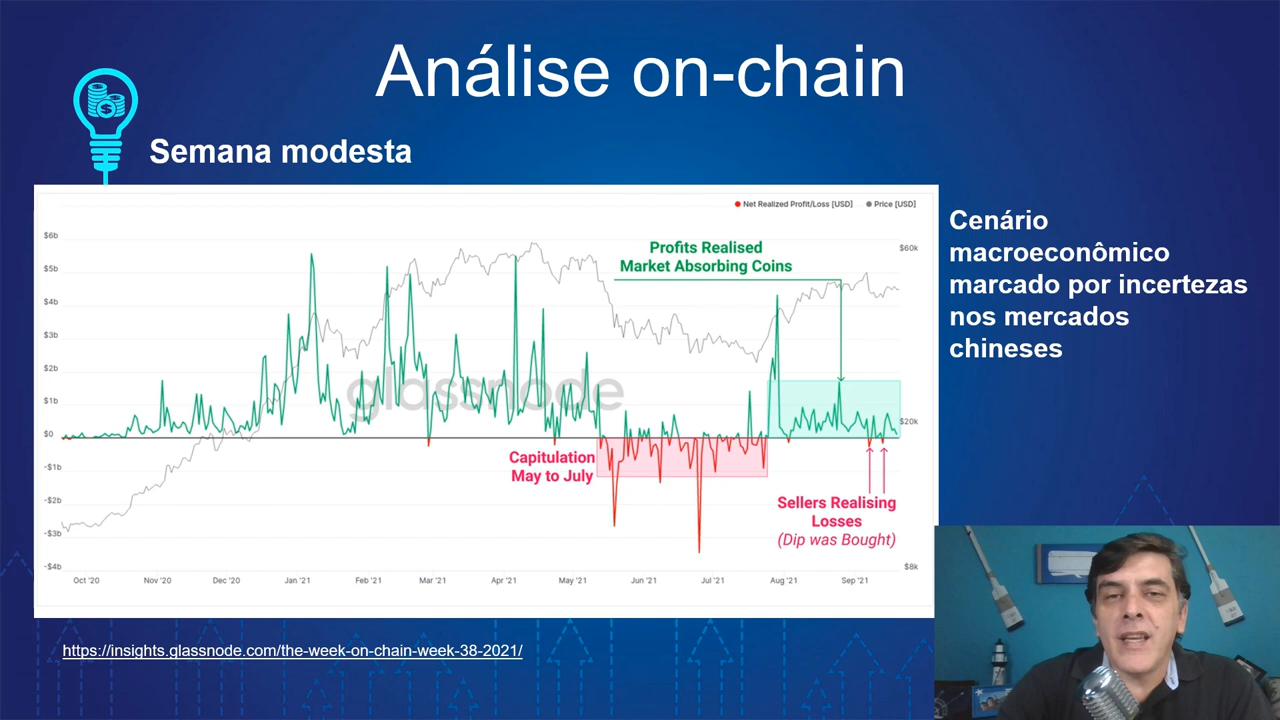 Análise on-chain
Semana modesta
Net Realized Profit/Loss [USD]
Price [USD]
$6b
$5b
$4b
$3b
$2b
$1b
$0
-$1b
-$2b
-$3b
-$4b
$60k
$20k
$8k
Profits Realised
Market Absorbing Coins
glassnode
Capitulation
May to July
Sellers Realising
Losses
(Dip was Bought)
Oct '20
Nov '20
Dec '20
Jan '21
Feb '21
Mar '21
Apr '21
May '21
Jun '21
Jul '21
Aug '21
Sep '21
Cenário
macroeconômico
marcado por incertezas
nos mercados
chineses
https://insights.glassnode.com/the-week-on-chain-week-38-2021/